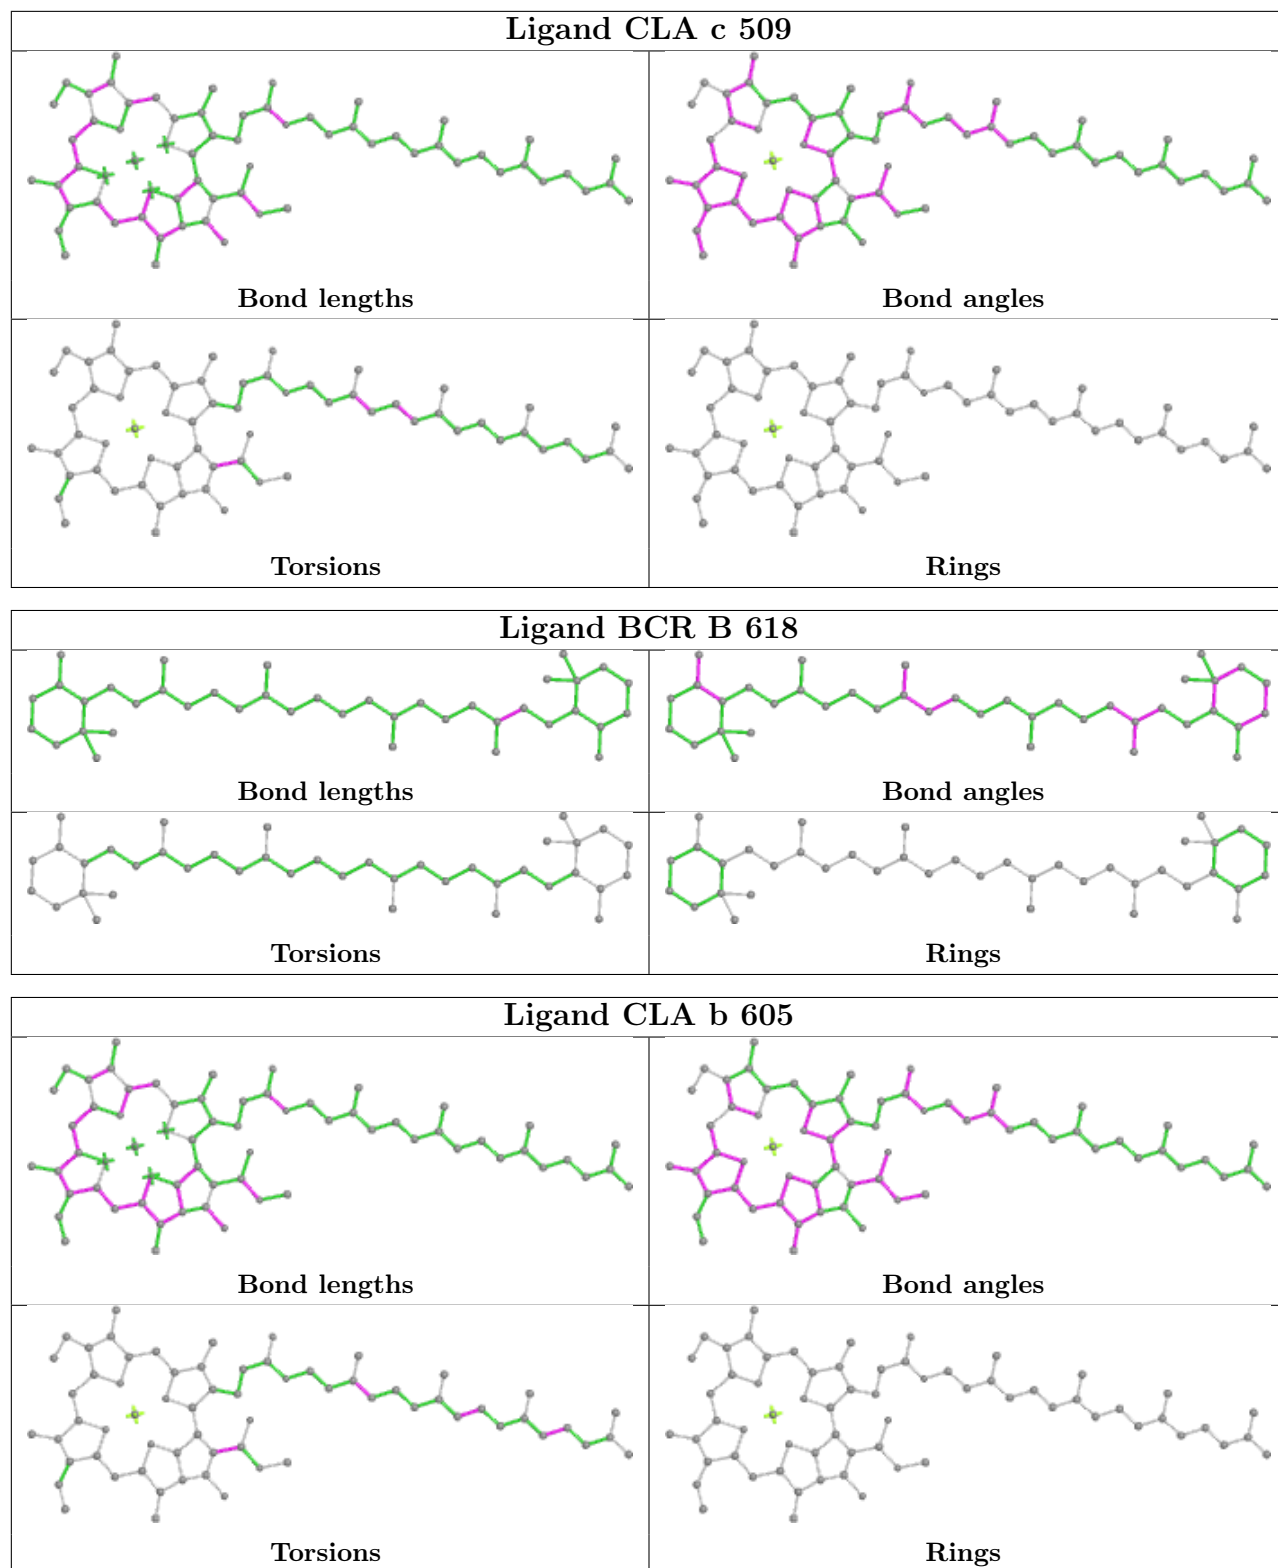 Ligand CLA c 509
Bond lengths
Bond angles
Torsions
Rings
Ligand BCR B 618
Bond lengths
Bond angles
Torsions
Rings
Ligand CLA b 605
Bond lengths
Bond angles
Torsions
Rings